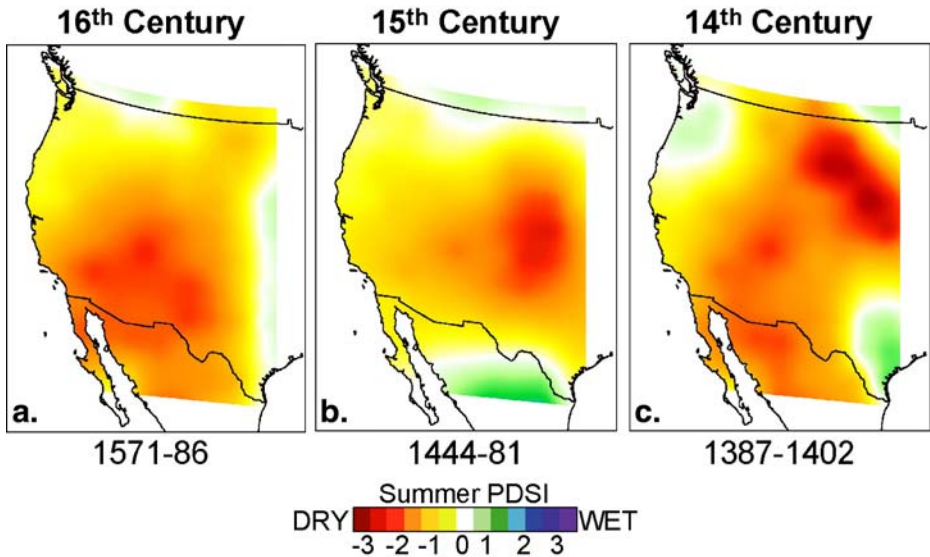 16th Century
15th Century
14th Century
a.
b.
c.
1571-86
1444-81
1387-1402
Summer PDSI
DRY WET
-3 -2 -1 0 1 2 3